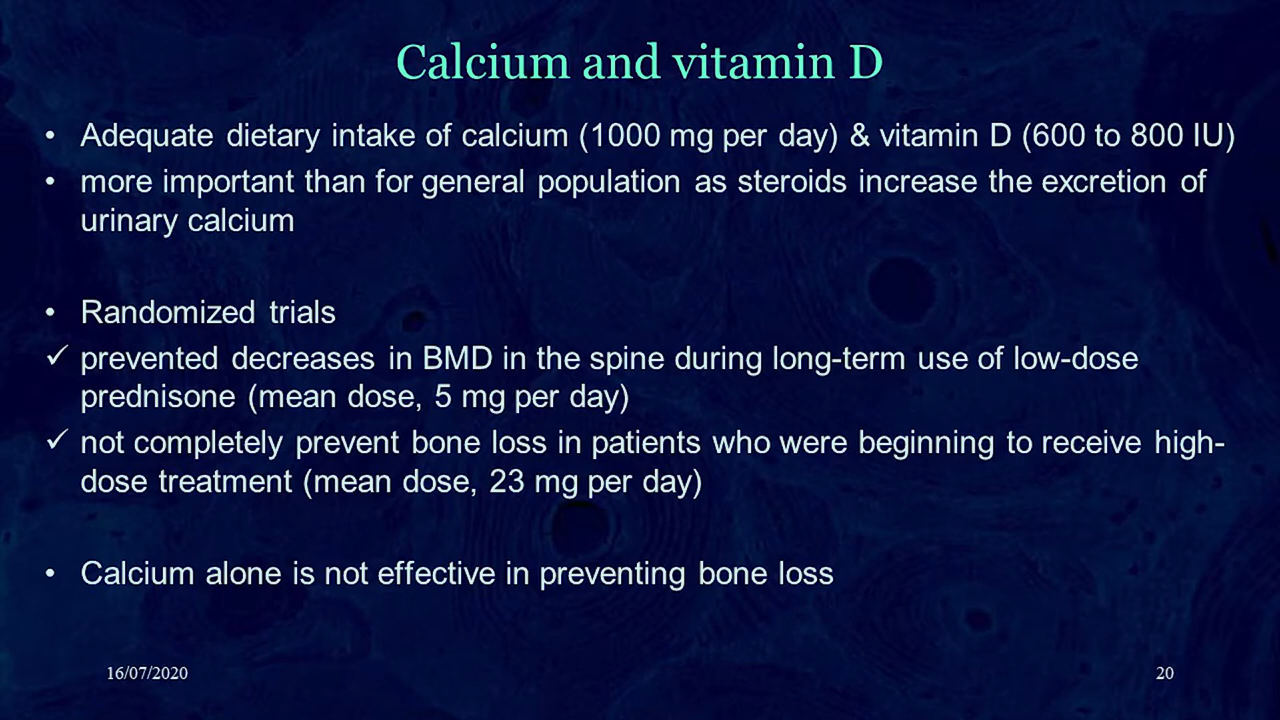 Calcium and vitamin D
• Adequate dietary intake of calcium (1000 mg per day) & vitamin D (600 to 800 IU)
• more important than for general population as steroids increase the excretion of
urinary calcium
• Randomized trials
✓ prevented decreases in BMD in the spine during long-term use of low-dose
prednisone (mean dose, 5 mg per day)
✓ not completely prevent bone loss in patients who were beginning to receive high-
dose treatment (mean dose, 23 mg per day)
• Calcium alone is not effective in preventing bone loss
16/07/2020
20